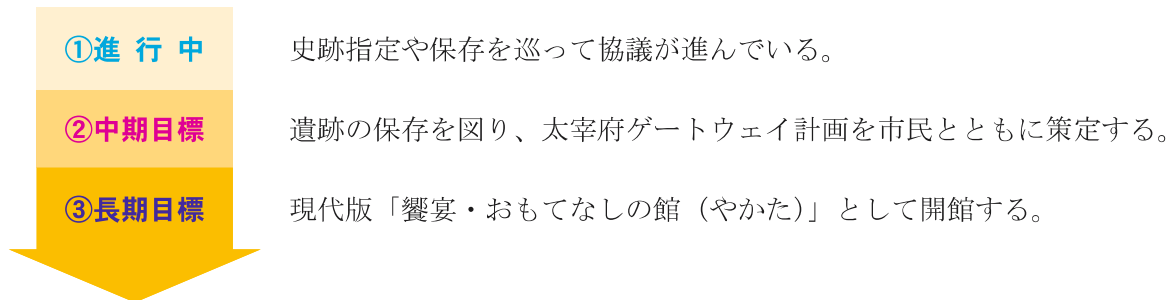 ①進行中 史跡指定や保存を巡って協議が進んでいる。
②中期目標 遺跡の保存を図り、太宰府ゲートウェイ計画を市民とともに策定する。
③長期目標 現代版「饗宴・おもてなしの館（やかた）」として開館する。